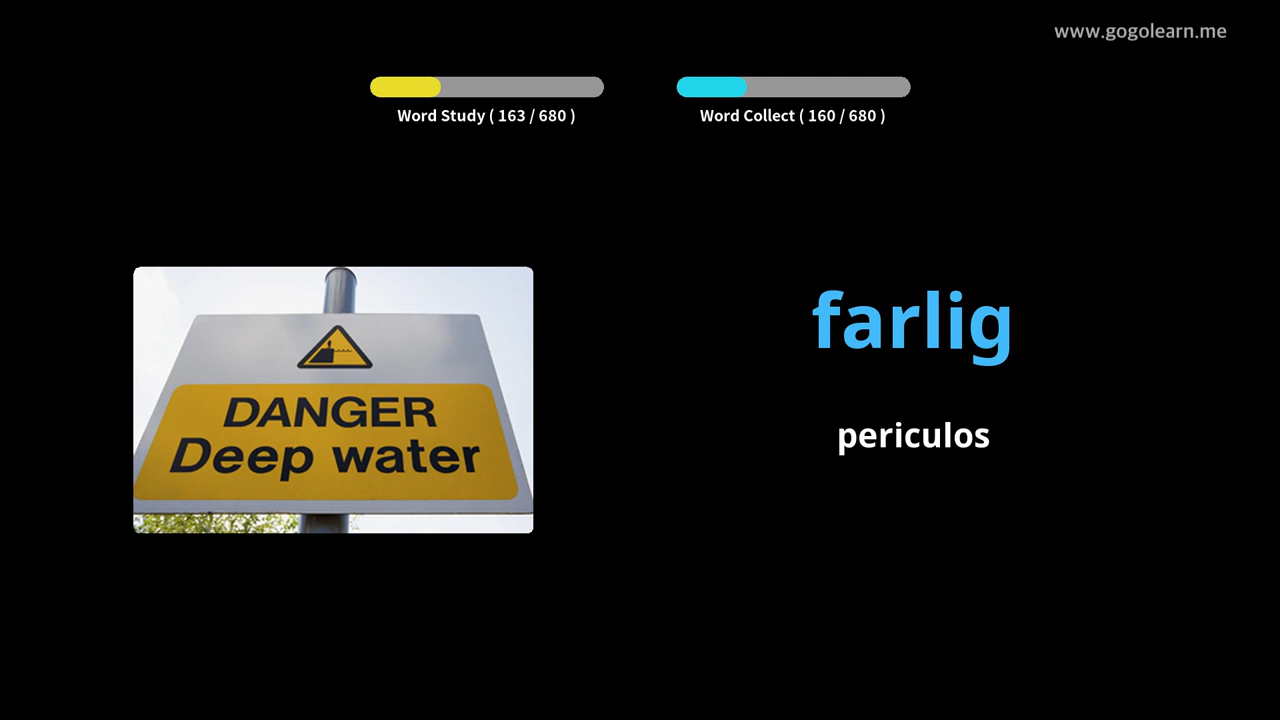 www.gogolearn.me
Word Study ( 163 / 680 )
Word Collect ( 160 / 680 )
DANGER
Deep water
farlig
periculos